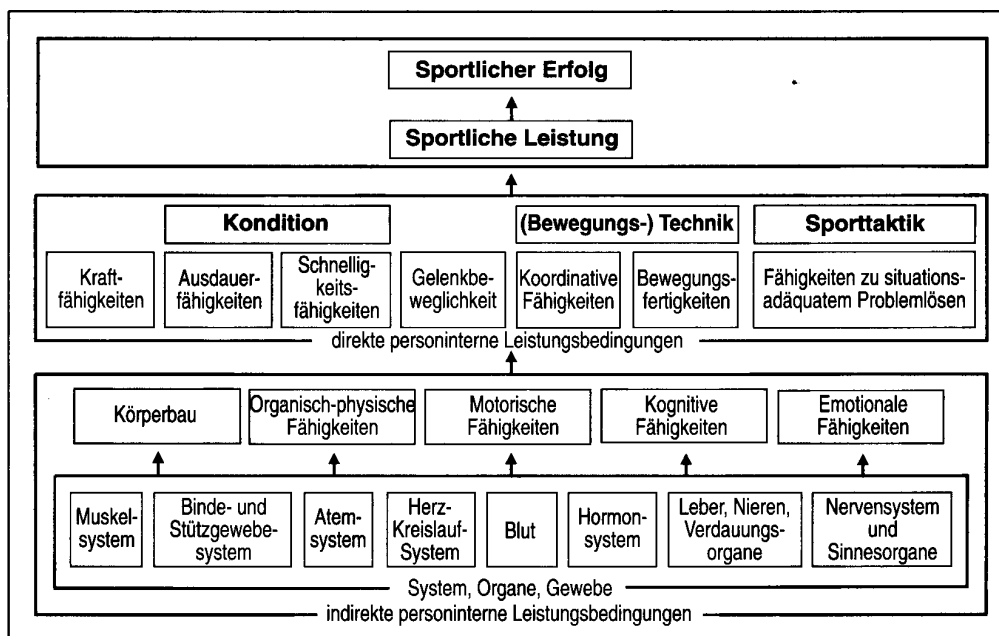 Sportlicher Erfolg
Sportliche Leistung
Kondition
(Bewegungs-) Technik
Sporttaktik
Kraft-
fähigkeiten
Ausdauer-
fähigkeiten
Schnellig-
keits-
fähigkeiten
Gelenkbe-
weglichkeit
Koordinative
Fähigkeiten
Bewegungs-
fertigkeiten
Fähigkeiten zu situations-
adäquatem Problemlösen
direkte personinterne Leistungsbedingungen
Körperbau
Organisch-physische
Fähigkeiten
Motorische
Fähigkeiten
Kognitive
Fähigkeiten
Emotionale
Fähigkeiten
Muskel-
system
Binde- und
Stützgewebe-
system
Atem-
system
Herz-
Kreislauf-
System
Blut
Hormon-
system
Leber, Nieren,
Verdauungs-
organe
Nervensystem
und
Sinnesorgane
System, Organe, Gewebe
indirekte personinterne Leistungsbedingungen